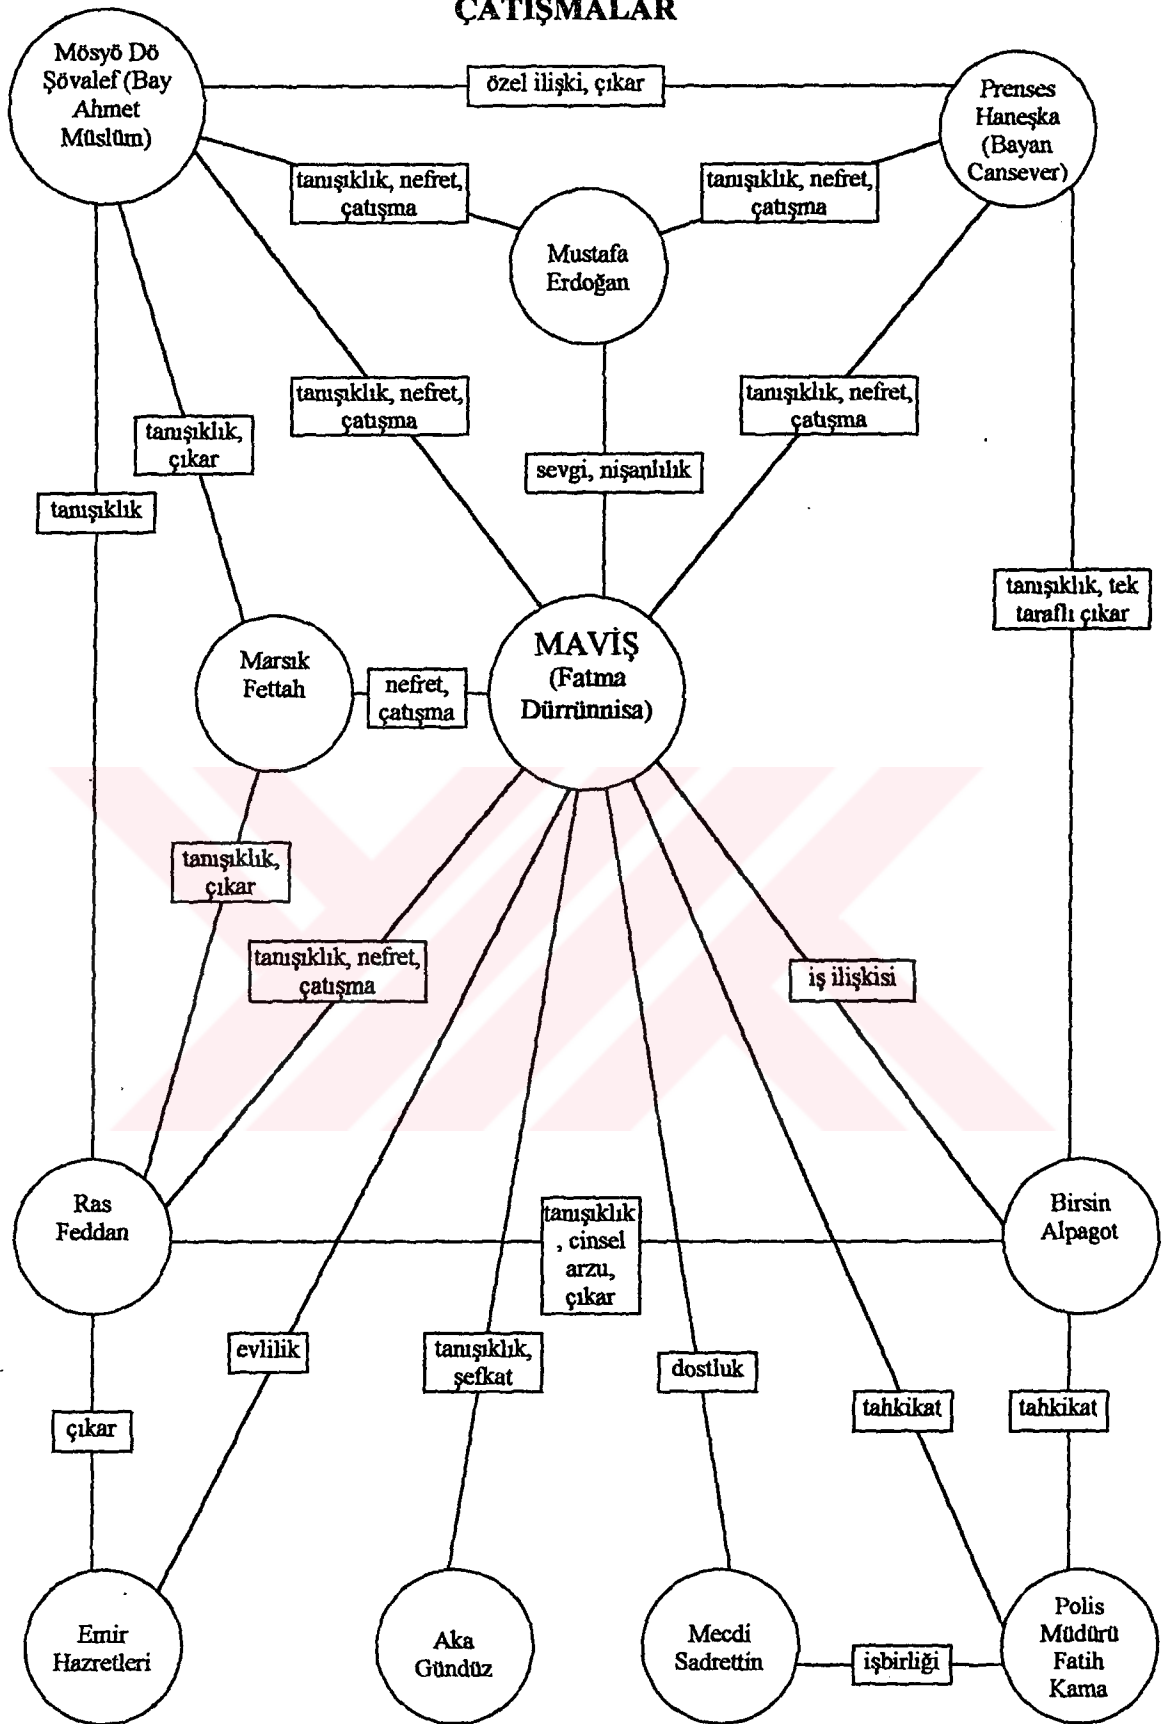 ÇATIŞMALAR
Mösyö Dö
Şövalef (Bay
Ahmet
Müslüm)
özel ilişki, çıkar
Prenses
Haneşka
(Bayan
Cansever)
tanışıklık, nefret,
çatışma
tanışıklık, nefret,
çatışma
Mustafa
Erdoğan
tanışıklık, nefret,
çatışma
tanışıklık, nefret,
çatışma
tanışıklık,
çıkar
sevgi, nişanlılık
tanışıklık
tanışıklık, tek
taraflı çıkar
Marsık
Fettah
nefret,
çatışma
MAVİŞ
(Fatma
Dürrünnisa)
tanışıklık,
çıkar
tanışıklık, nefret,
çatışma
iş ilişkisi
Ras
Feddan
tanışıklık
, cinsel
arzu,
çıkar
Birsin
Alpagot
evlilik
tanışıklık,
şefkat
dostluk
tahkikat
tahkikat
çıkar
Emir
Hazretleri
Aka
Gündüz
Mecdi
Sadrettin
işbirliği
Polis
Müdürü
Fatih
Kama